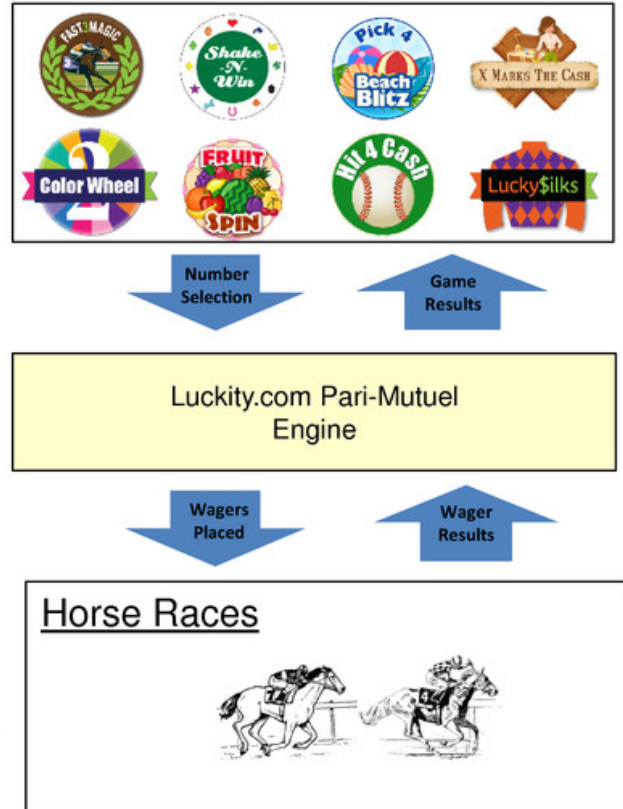 FAST3MAGIC
Shake
-N-
Win
Pick 4
Beach
Blitz
X MARKS THE CASH
2
Color Wheel
FRUIT
SPIN
Hit 4 Cash
Lucky$ilks
Number
Selection
Game
Results
Luckity.com Pari-Mutuel
Engine
Wagers
Placed
Wager
Results
Horse Races
4